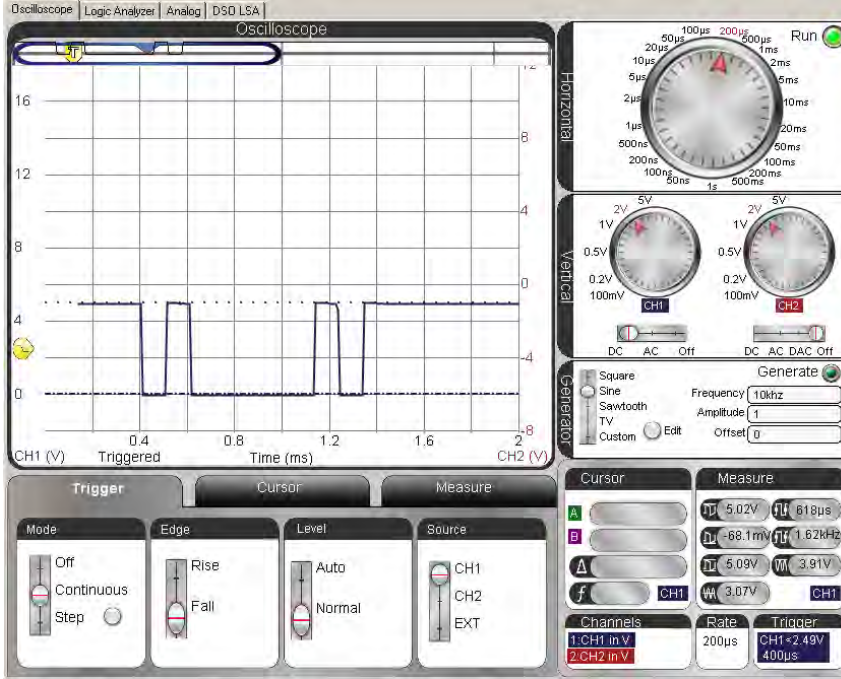 Oscilloscope Logic Analyzer Analog DSO LSA
Oscilloscope
T
12
16
8
12
4
8
0
4
-4
0
-8
0.4 0.8 1.2 1.6 2
CH1 (V) Triggered Time (ms) CH2 (V)
Horizontal
Run
100µs 200µs
50µs 500µs
20µs 1ms
10µs 2ms
5µs 5ms
2µs 10ms
1µs 20ms
500ns 50ms
200ns 100ms
100ns 200ms
50ns 1s 500ms
Vertical
5V 5V
2V 2V
1V 1V
0.5V 0.5V
0.2V 0.2V
100mV 100mV
CH1 CH2
DC AC Off DC AC DAC Off
Generator
Square Generate
Sine Frequency 10khz
Sawtooth Amplitude 1
TV
Custom Edit Offset 0
Trigger Cursor Measure
Mode Edge Level Source
Off Rise Auto CH1
Continuous CH2
Step Fall Normal EXT
Cursor Measure
A 5.02V 618µs
B -68.1mV 1.62kHz
Δ 5.09V 3.91V
f CH1 3.07V CH1
Channels Rate Trigger
1:CH1 in V 200µs CH1<2.49V
2:CH2 in V 400µs